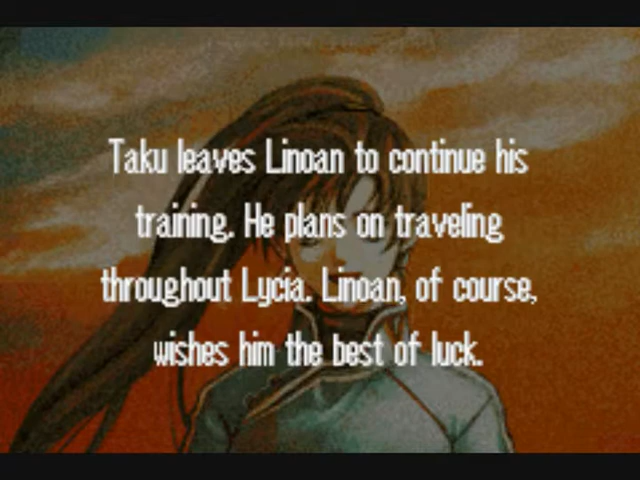 Taku leaves Linoan to continue his
training. He plans on traveling
throughout Lycia. Linoan, of course,
wishes him the best of luck.